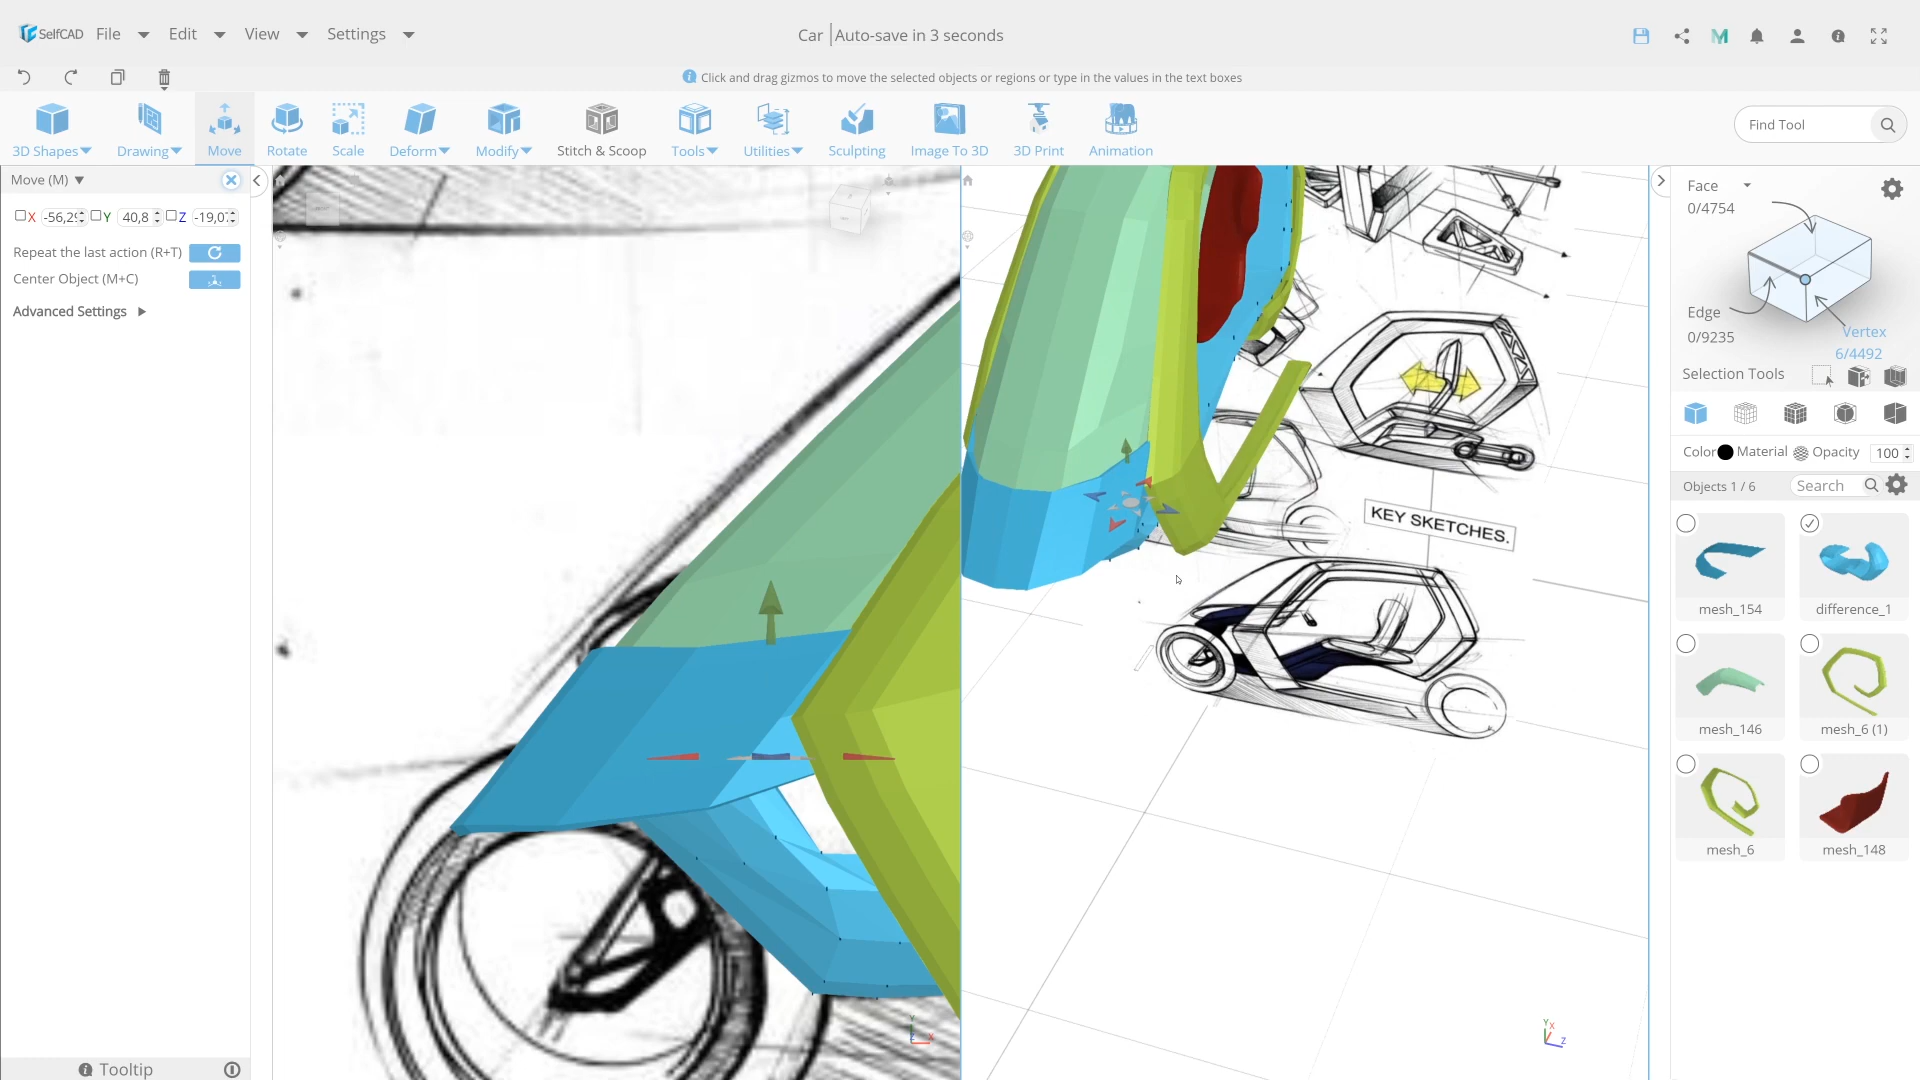 SelfCAD File Edit View Settings
Car Auto-save in 3 seconds
Click and drag gizmos to move the selected objects or regions or type in the values in the text boxes
3D Shapes Drawing Move Rotate Scale Deform Modify Stitch & Scoop Tools Utilities Sculpting Image To 3D 3D Print Animation
Find Tool
Move (M)
X -56,29 Y 40,8 Z -19,07
Repeat the last action (R+T)
Center Object (M+C)
Advanced Settings
Tooltip
KEY SKETCHES.
Y
X
Z
Y X
Z
Face
0/4754
Edge
0/9235
Vertex
6/4492
Selection Tools
Color Material Opacity 100
Objects 1 / 6 Search
mesh_154 difference_1
mesh_146 mesh_6 (1)
mesh_6 mesh_148